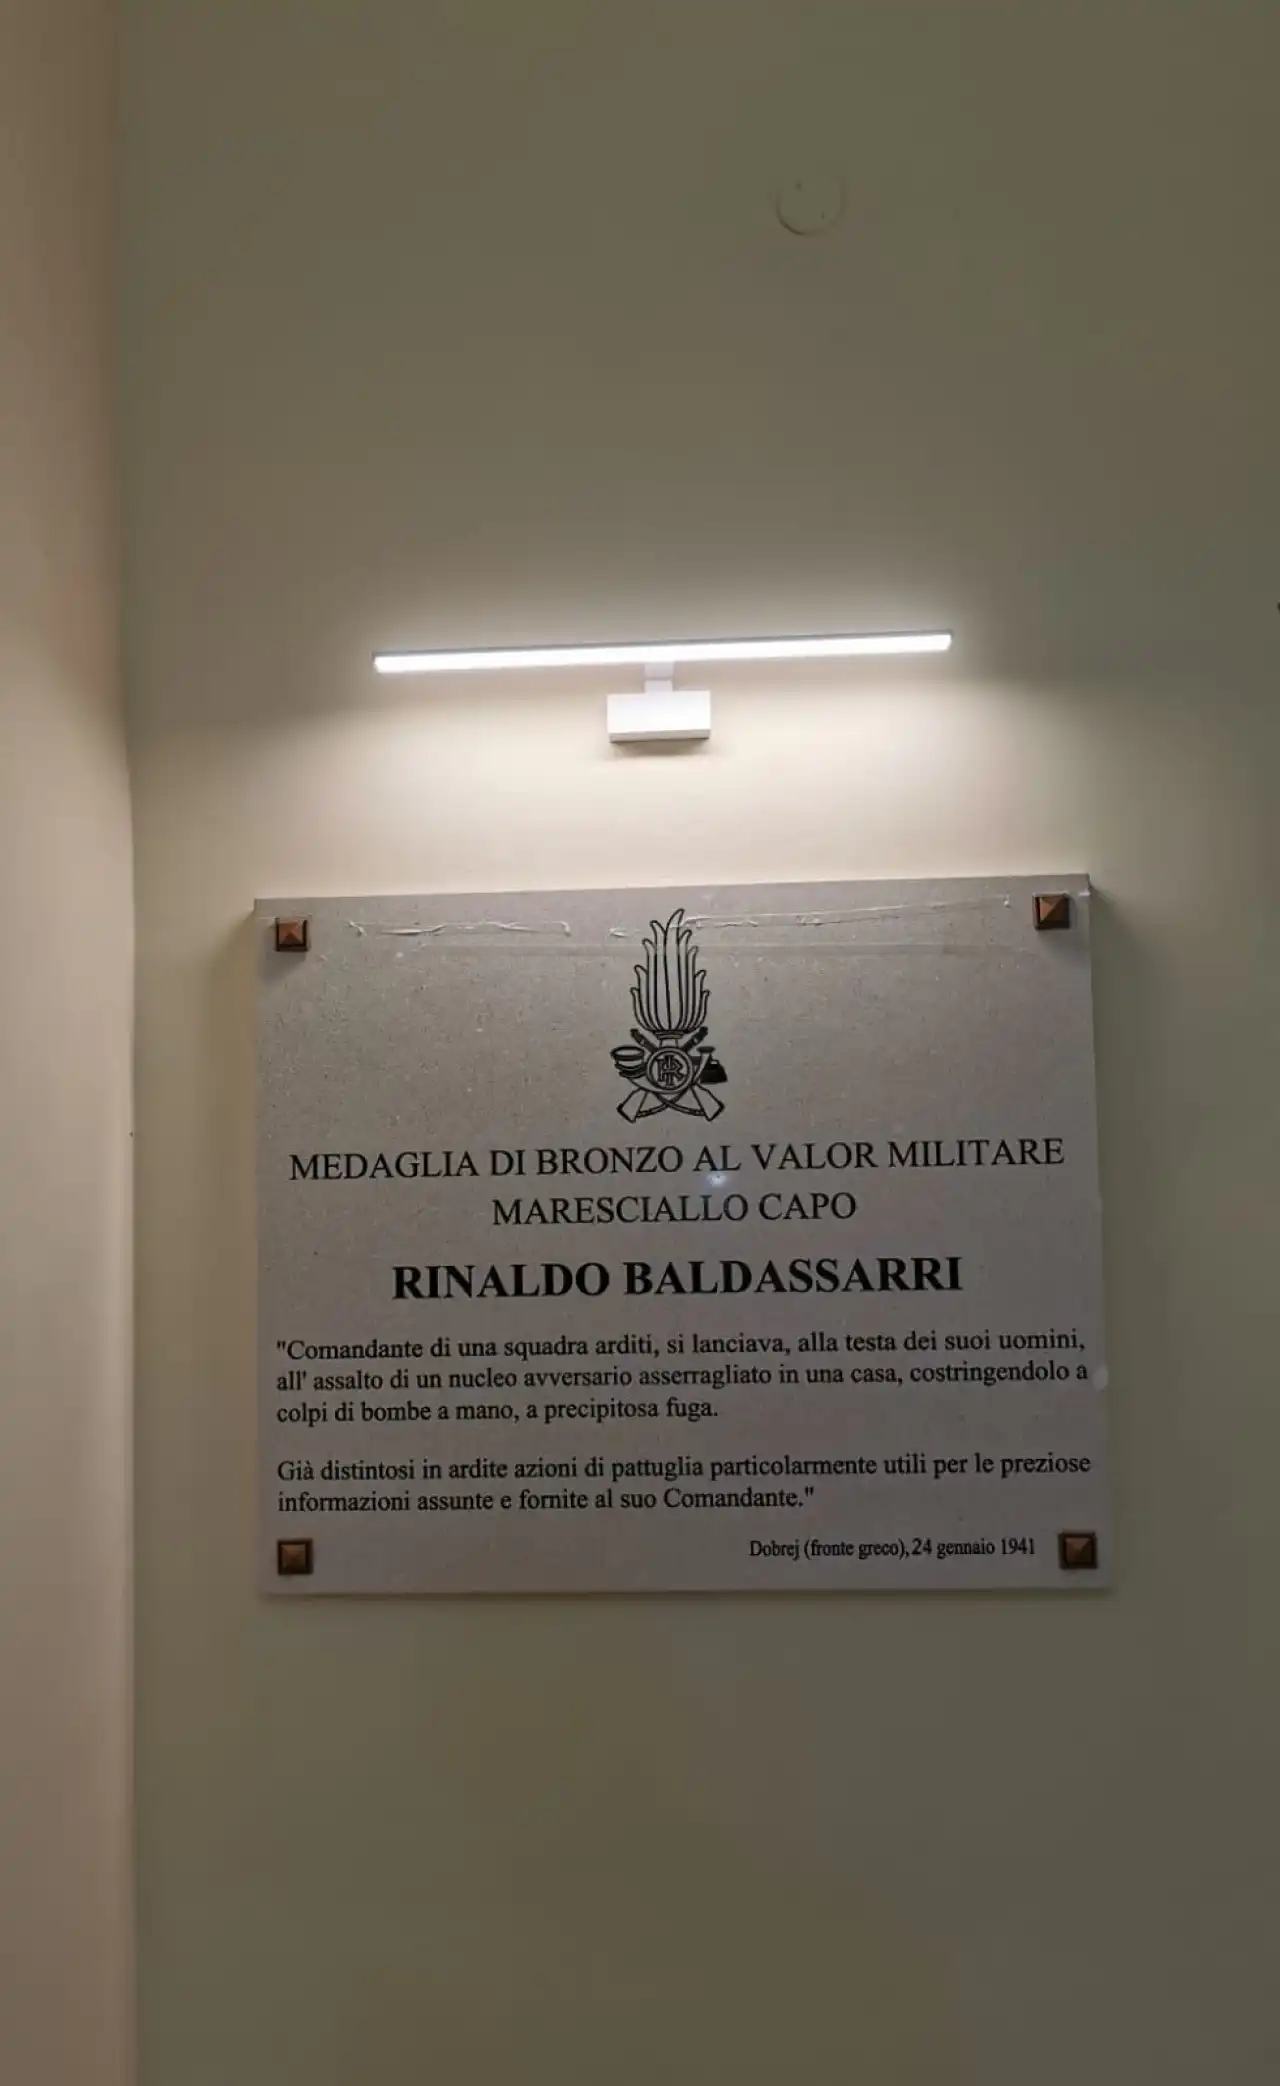 RI
MEDAGLIA DI BRONZO AL VALOR MILITARE
MARESCIALLO CAPO
RINALDO BALDASSARRI
"Comandante di una squadra arditi, si lanciava, alla testa dei suoi uomini,
all' assalto di un nucleo avversario asserragliato in una casa, costringendolo a
colpi di bombe a mano, a precipitosa fuga.
Già distintosi in ardite azioni di pattuglia particolarmente utili per le preziose
informazioni assunte e fornite al suo Comandante."
Dobrej (fronte greco), 24 gennaio 1941